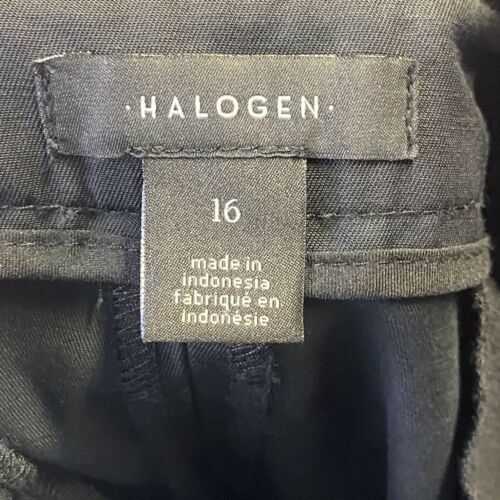 ·HALOGEN·
16
made in
indonesia
fabriqué en
indonésie